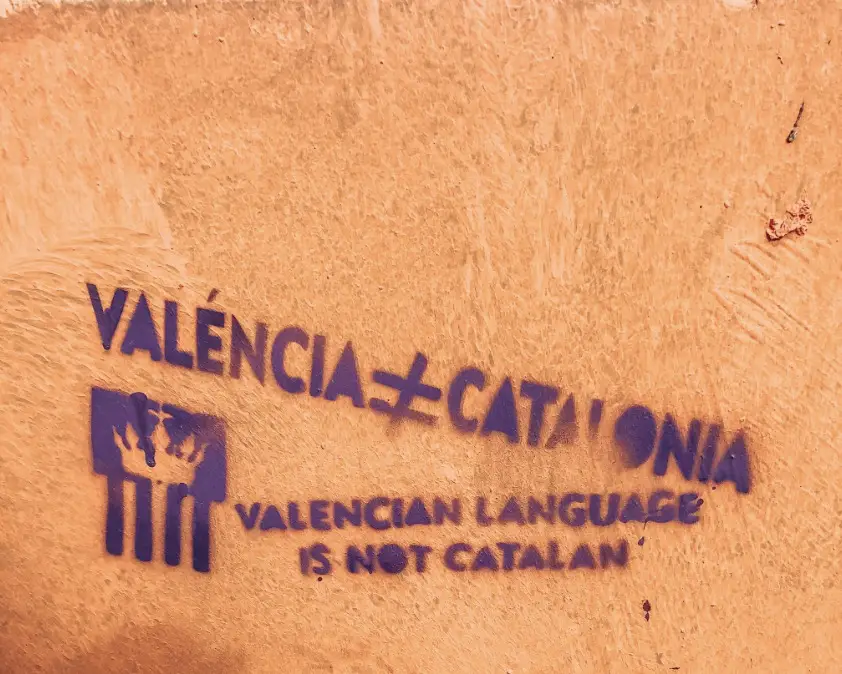 VALÉNCIA ≠ CATALONIA
VALENCIAN LANGUAGE
IS NOT CATALAN